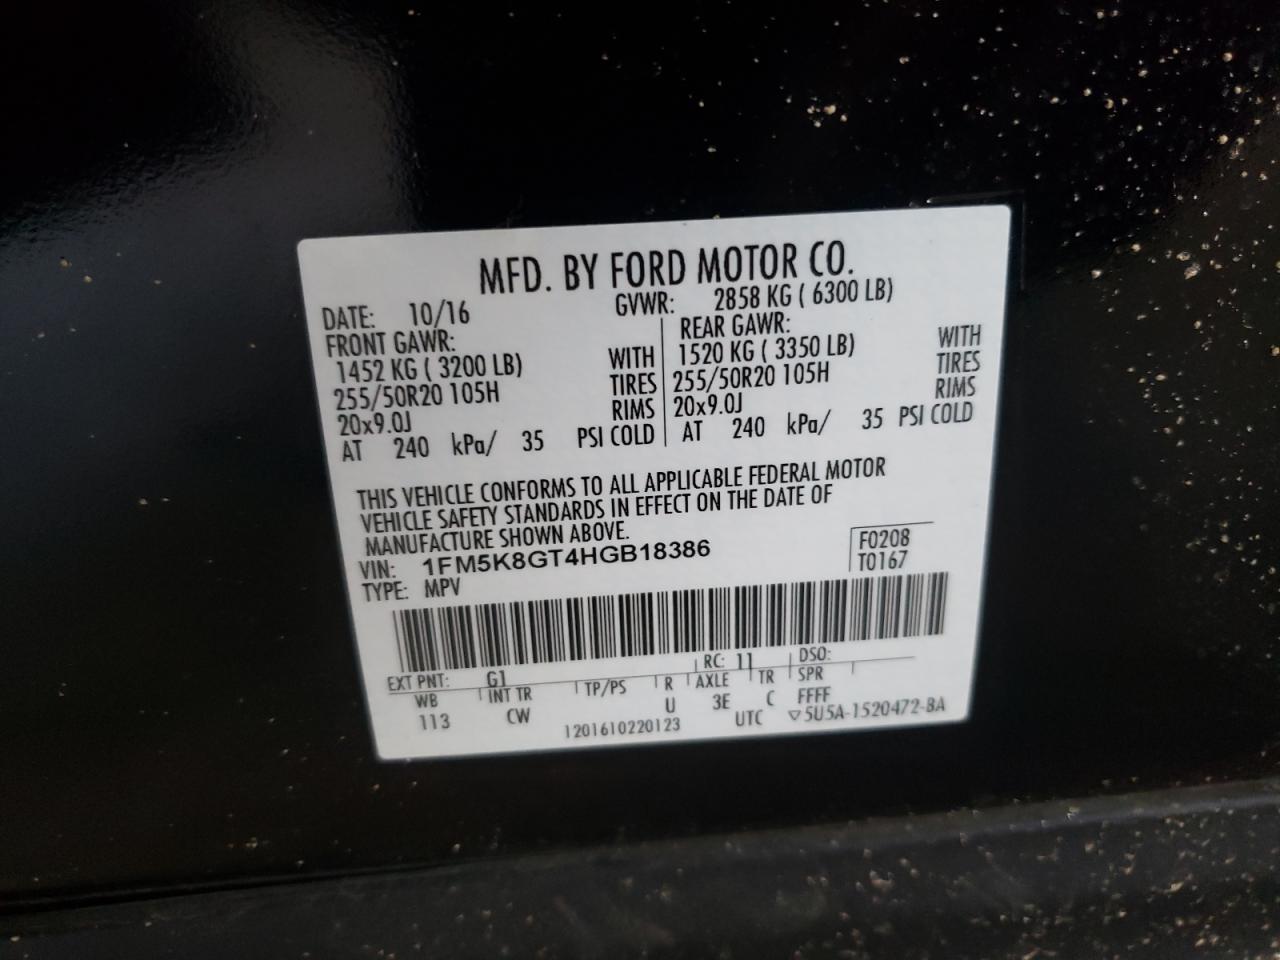 MFD. BY FORD MOTOR CO.
DATE: 10/16 GVWR: 2858 KG ( 6300 LB)
FRONT GAWR: REAR GAWR:
1452 KG ( 3200 LB) WITH 1520 KG ( 3350 LB) WITH
255/50R20 105H TIRES 255/50R20 105H TIRES
20x9.0J RIMS 20x9.0J RIMS
AT 240 kPa/ 35 PSI COLD AT 240 kPa/ 35 PSI COLD
THIS VEHICLE CONFORMS TO ALL APPLICABLE FEDERAL MOTOR
VEHICLE SAFETY STANDARDS IN EFFECT ON THE DATE OF
MANUFACTURE SHOWN ABOVE.
VIN: 1FM5K8GT4HGB18386 F0208
TYPE: MPV T0167
EXT PNT: G1 RC: 11 DSO:
WB INT TR TP/PS R AXLE TR SPR
113 CW U 3E C FFFF
1201610220123 UTC ▽5U5A-1520472-BA